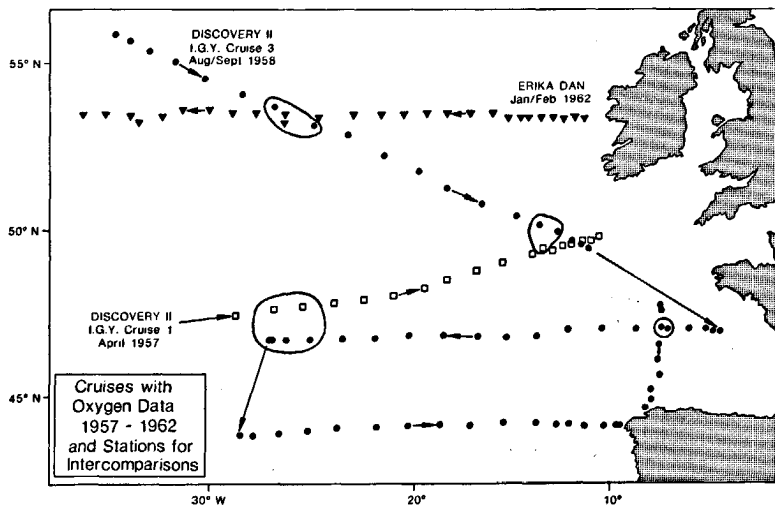 DISCOVERY II
I.G.Y. Cruise 3
Aug/Sept 1958
55° N
ERIKA DAN
Jan/Feb 1962
50° N
DISCOVERY II
I.G.Y. Cruise 1
April 1957
Cruises with
Oxygen Data
1957 - 1962
and Stations for
Intercomparisons
45° N
30° W
20°
10°